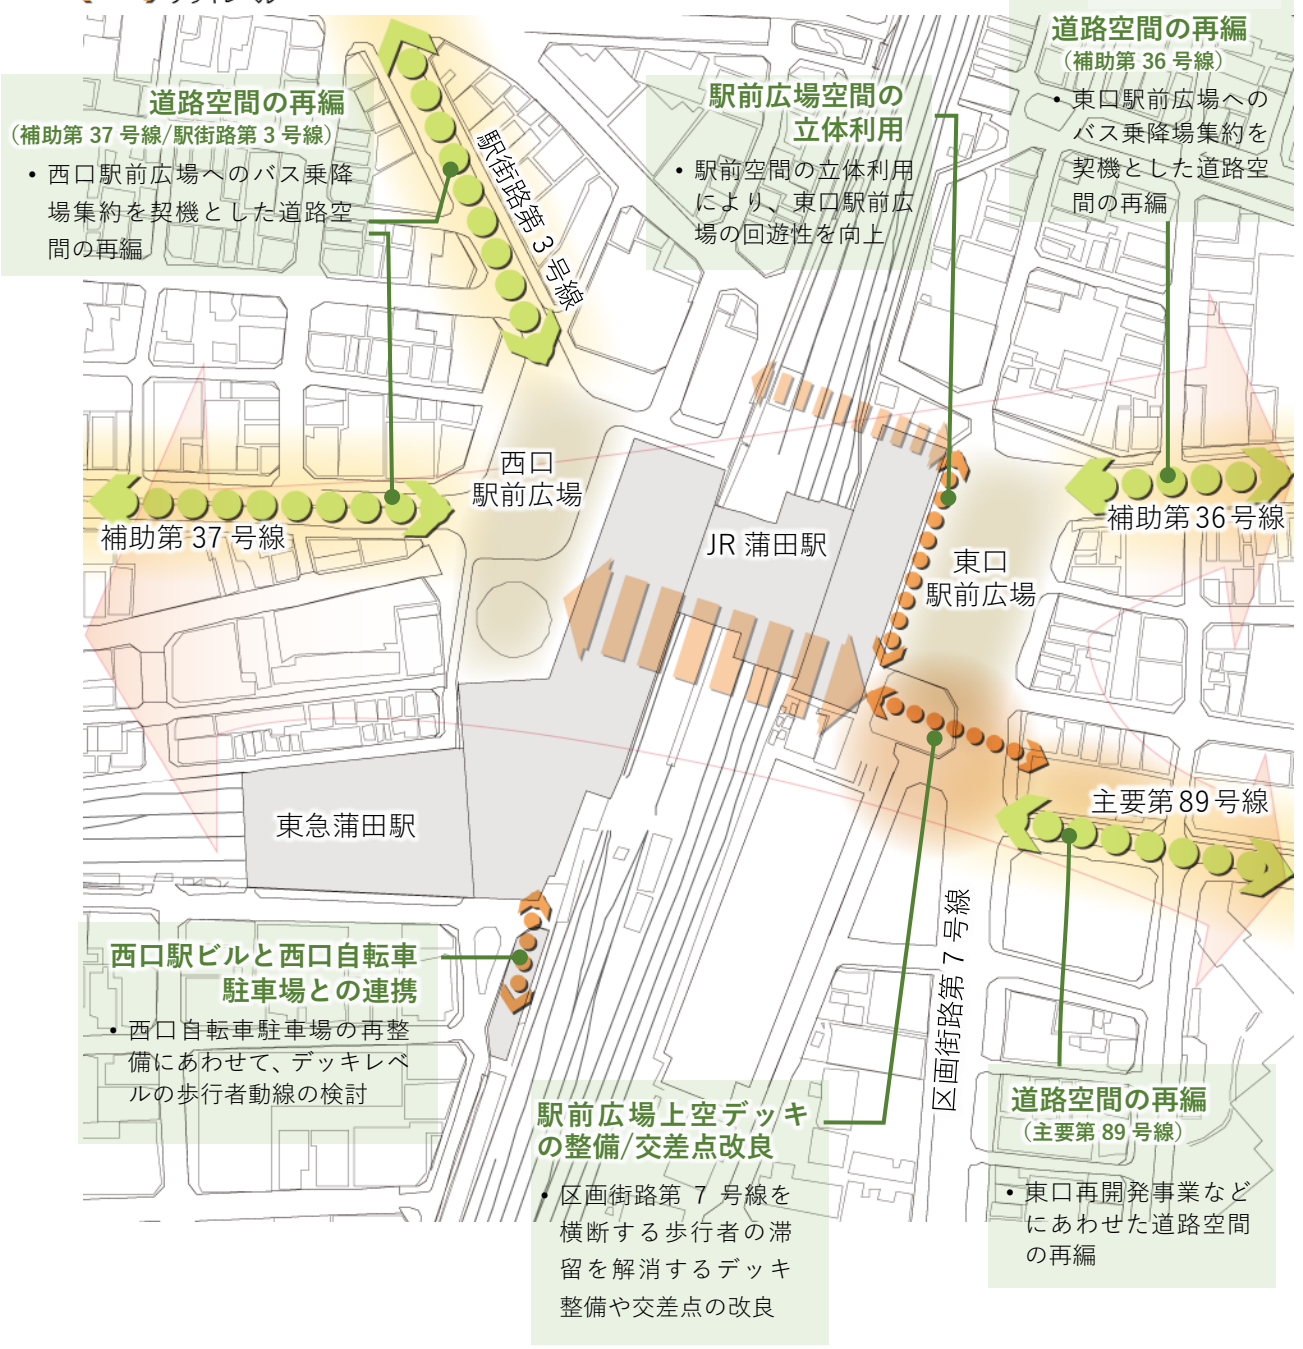 道路空間の再編
(補助第 37 号線/駅街路第 3 号線)
• 西口駅前広場へのバス乗降
場集約を契機とした道路空
間の再編
駅前広場空間の
立体利用
• 駅前空間の立体利用
により、東口駅前広
場の回遊性を向上
道路空間の再編
(補助第 36 号線)
• 東口駅前広場への
バス乗降場集約を
契機とした道路空
間の再編
駅街路第 3 号線
西口
駅前広場
補助第 37 号線
JR 蒲田駅
東口
駅前広場
補助第 36 号線
主要第 89 号線
東急蒲田駅
区画街路第 7 号線
西口駅ビルと西口自転車
駐車場との連携
• 西口自転車駐車場の再整
備にあわせて、デッキレベ
ルの歩行者動線の検討
駅前広場上空デッキ
の整備/交差点改良
• 区画街路第 7 号線を
横断する歩行者の滞
留を解消するデッキ
整備や交差点の改良
道路空間の再編
(主要第 89 号線)
• 東口再開発事業など
にあわせた道路空間
の再編